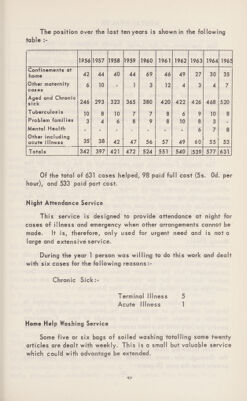 The position over the last ten years is shown in the following
table :-
1956 1957 1958 1959 1960 1961 1962 1963 1964 1965
Confinements at
home 42 44 40 44 69 46 49 27 30 35
Other maternity
cases 6 10 - 1 3 12 4 3 4 7
Aged and Chronic
sick 246 293 323 365 380 420 422 426 468 520
Tuberculosis 10 8 10 7 7 8 6 9 10 8
Problem families 3 4 6 8 9 8 10 8 3 -
Mental Health - - - - - - - 6 7 8
Other including
acute illness 35 38 42 47 56 57 49 60 55 53
Totals 342 397 421 472 524 551 540 539 577 631
Of the total of 631 cases helped, 98 paid full cost (5s. 0d. per
hour), and 533 paid part cost.
Night Attendance Service
This service is designed to provide attendance at night for
cases of illness and emergency when other arrangements cannot be
made. It is, therefore, only used for urgent need and is not a
large and extensive service.
During the year 1 person was willing to do this work and dealt
with six cases for the following reasons:-
Chronic Sick:-
Terminal Illness 5
Acute Illness 1
Home Help Washing Service
Some five or six bags of soiled washing totalling some twenty
articles are dealt with weekly. This is a small but valuable service
which could with advantage be extended.